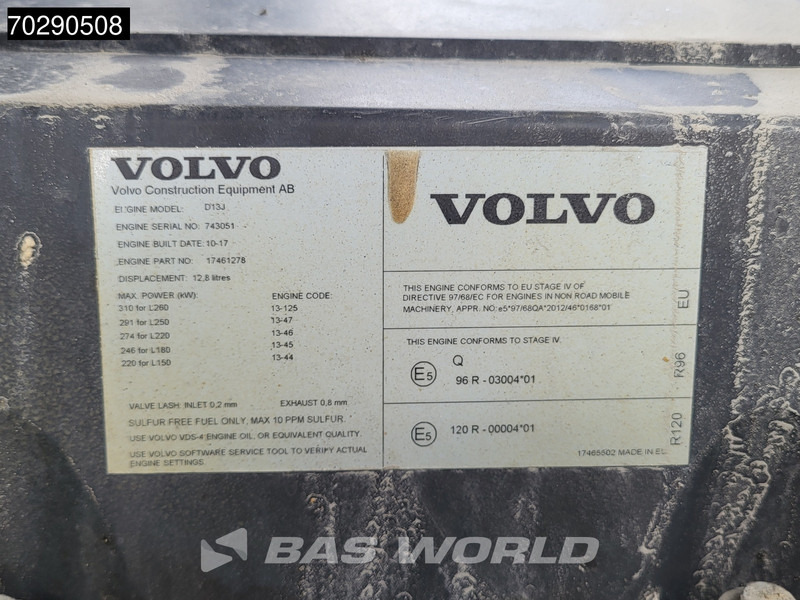 70290508
VOLVO
Volvo Construction Equipment AB
ENGINE MODEL: D13J
ENGINE SERIAL NO: 743051
ENGINE BUILT DATE: 10-17
ENGINE PART NO: 17461278
DISPLACEMENT: 12,8 litres
MAX. POWER (kW): ENGINE CODE:
310 for L260 13-125
291 for L250 13-47
274 for L220 13-46
246 for L180 13-45
220 for L150 13-44
VALVE LASH: INLET 0,2 mm EXHAUST 0,8 mm
SULFUR FREE FUEL ONLY, MAX 10 PPM SULFUR.
USE VOLVO VDS-4 ENGINE OIL, OR EQUIVALENT QUALITY.
USE VOLVO SOFTWARE SERVICE TOOL TO VERIFY ACTUAL
ENGINE SETTINGS.
VOLVO
THIS ENGINE CONFORMS TO EU STAGE IV OF
DIRECTIVE 97/68/EC FOR ENGINES IN NON ROAD MOBILE
MACHINERY, APPR. NO: e5*97/68QA*2012/46*0168*01
EU
THIS ENGINE CONFORMS TO STAGE IV.
E5 Q
96 R - 03004*01
R96
E5 120 R -00004*01
R120
17465502 MADE IN EU
BAS WORLD